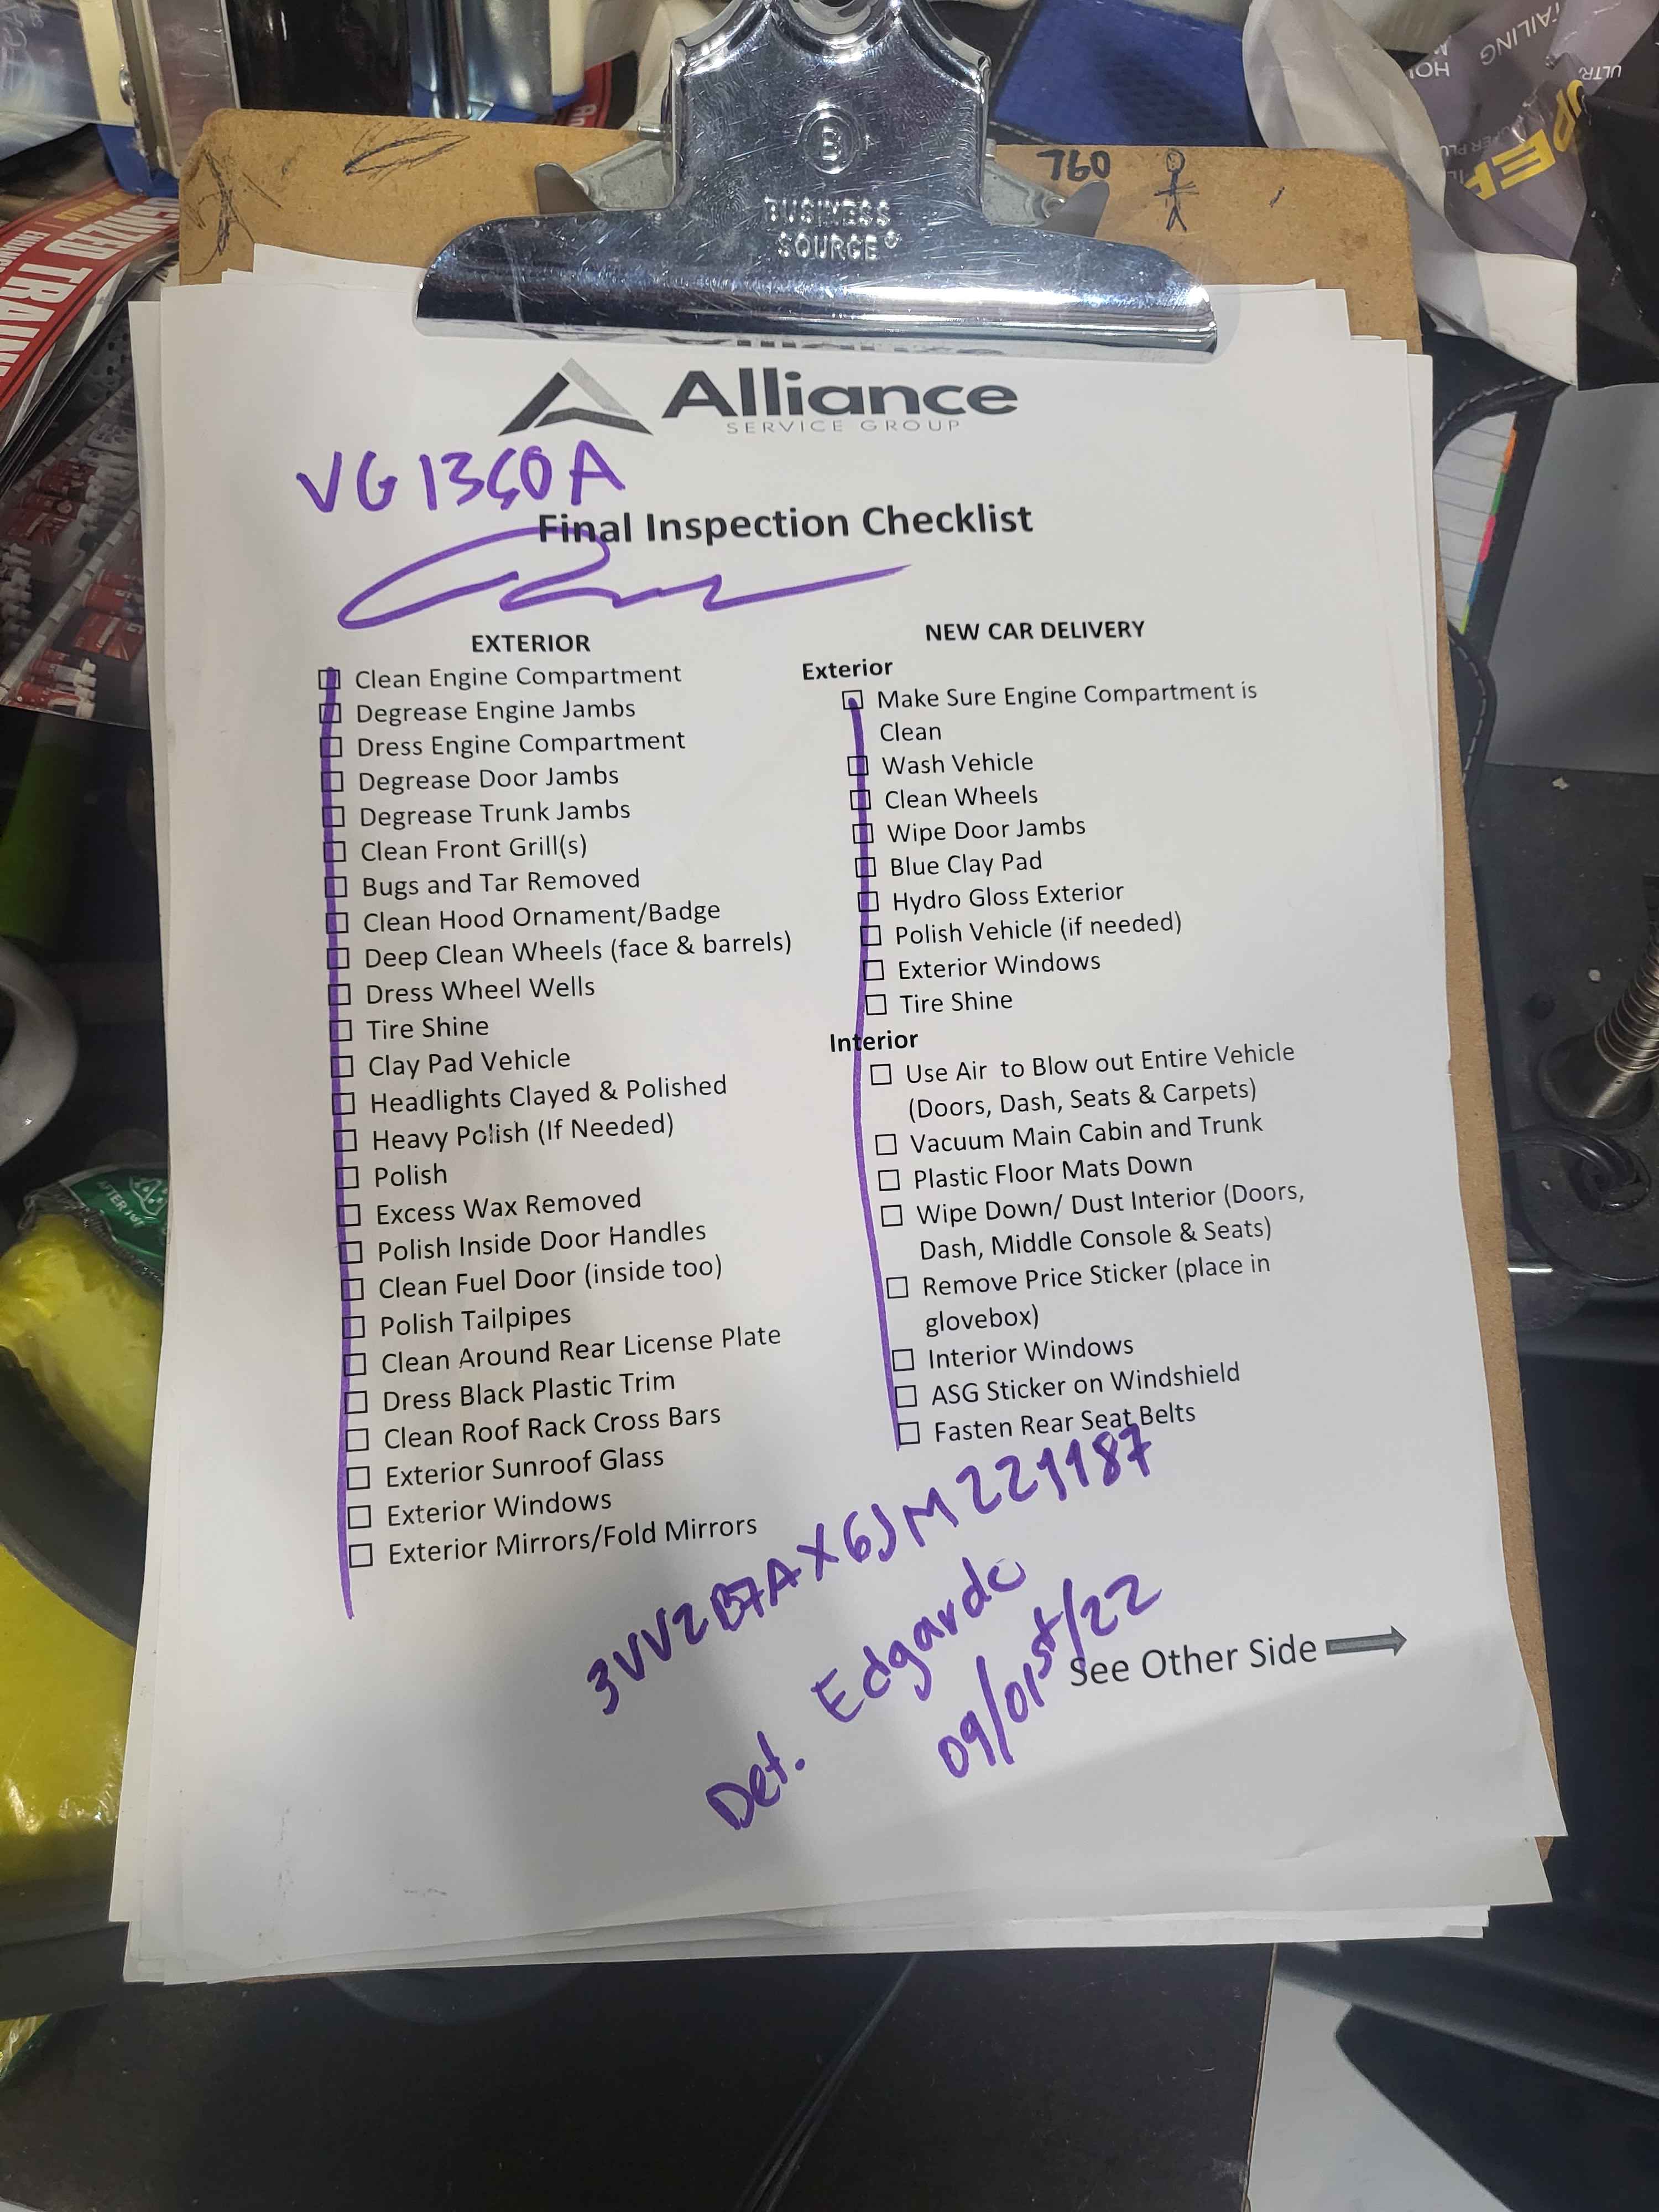 760
B
BUSINESS
SOURCE
Alliance
SERVICE GROUP
Final Inspection Checklist
EXTERIOR
Clean Engine Compartment
Degrease Engine Jambs
Dress Engine Compartment
Degrease Door Jambs
Degrease Trunk Jambs
Clean Front Grill(s)
Bugs and Tar Removed
Clean Hood Ornament/Badge
Deep Clean Wheels (face & barrels)
Dress Wheel Wells
Tire Shine
Clay Pad Vehicle
Headlights Clayed & Polished
Heavy Polish (If Needed)
Polish
Excess Wax Removed
Polish Inside Door Handles
Clean Fuel Door (inside too)
Polish Tailpipes
Clean Around Rear License Plate
Dress Black Plastic Trim
Clean Roof Rack Cross Bars
Exterior Sunroof Glass
Exterior Windows
Exterior Mirrors/Fold Mirrors
NEW CAR DELIVERY
Exterior
Make Sure Engine Compartment is
Clean
Wash Vehicle
Clean Wheels
Wipe Door Jambs
Blue Clay Pad
Hydro Gloss Exterior
Polish Vehicle (if needed)
Exterior Windows
Tire Shine
Interior
Use Air to Blow out Entire Vehicle
(Doors, Dash, Seats & Carpets)
Vacuum Main Cabin and Trunk
Plastic Floor Mats Down
Wipe Down/ Dust Interior (Doors,
Dash, Middle Console & Seats)
Remove Price Sticker (place in
glovebox)
Interior Windows
ASG Sticker on Windshield
Fasten Rear Seat Belts
Det. Edgardo
09/01st/22
See Other Side